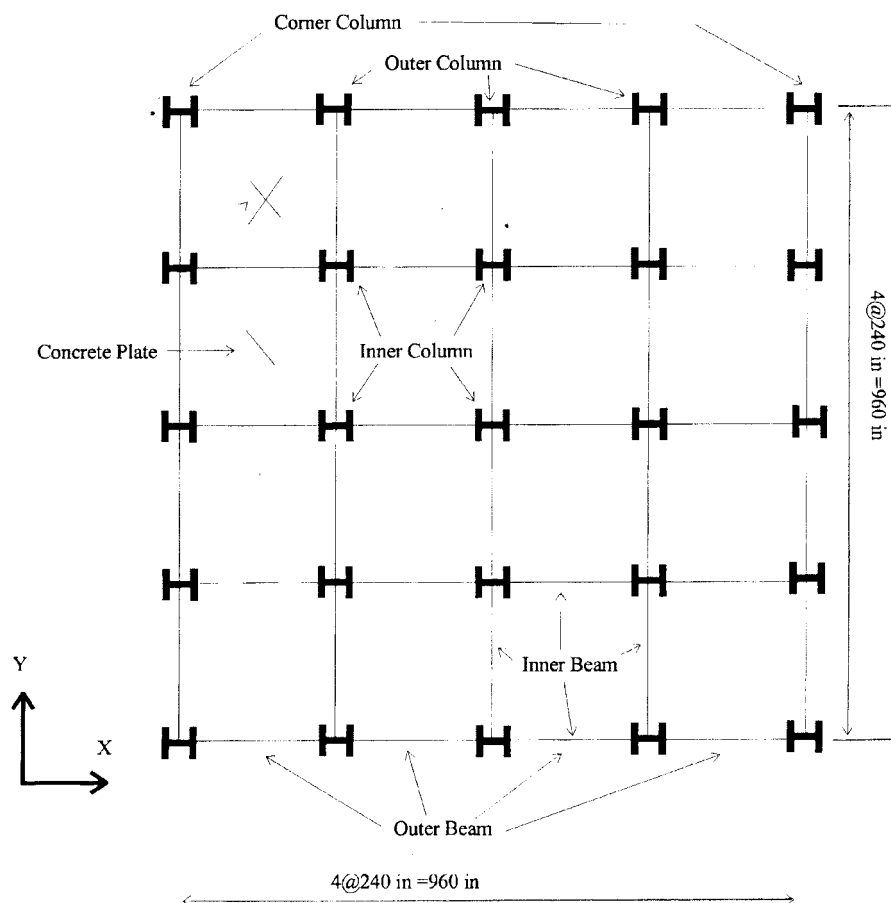 Corner Column
Outer Column
Concrete Plate
Inner Column
4@240 in =960 in
Inner Beam
Y
X
Outer Beam
4@240 in =960 in